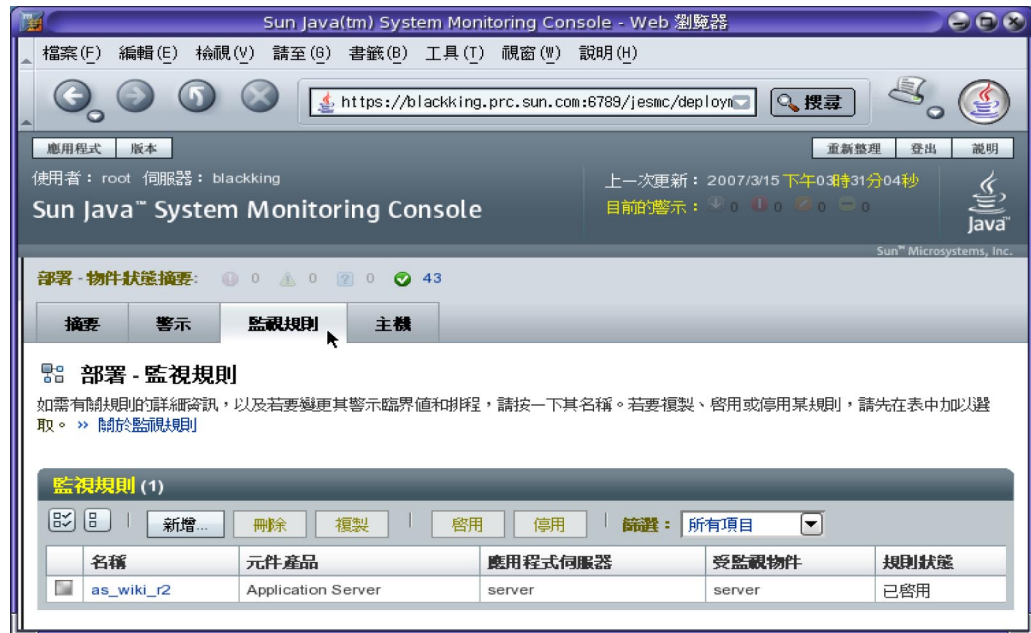 Sun Java(tm) System Monitoring Console - Web 瀏覽器
檔案(F) 編輯(E) 檢視(V) 請至(G) 書籤(B) 工具(T) 視窗(W) 說明(H)
https://blackking.prc.sun.com:6789/jesmc/deployn 搜尋
應用程式 版本 重新整理 登出 說明
使用者: root 伺服器: blackking 上一次更新: 2007/3/15 下午03時31分04秒
Sun Java™ System Monitoring Console 目前的警示: 0 0 0 0
Java™
Sun™ Microsystems, Inc.
部署 - 物件狀態摘要: 0 0 0 43
摘要 警示 監視規則 主機
部署 - 監視規則
如需有關規則的詳細資訊,以及若要變更其警示臨界值和排程,請按一下其名稱。若要複製、啟用或停用某規則,請先在表中加以選
取。 » 關於監視規則
監視規則 (1)
新增... 刪除 複製 啟用 停用 篩選: 所有項目
名稱 元件產品 應用程式伺服器 受監視物件 規則狀態
as_wiki_r2 Application Server server server 已啟用